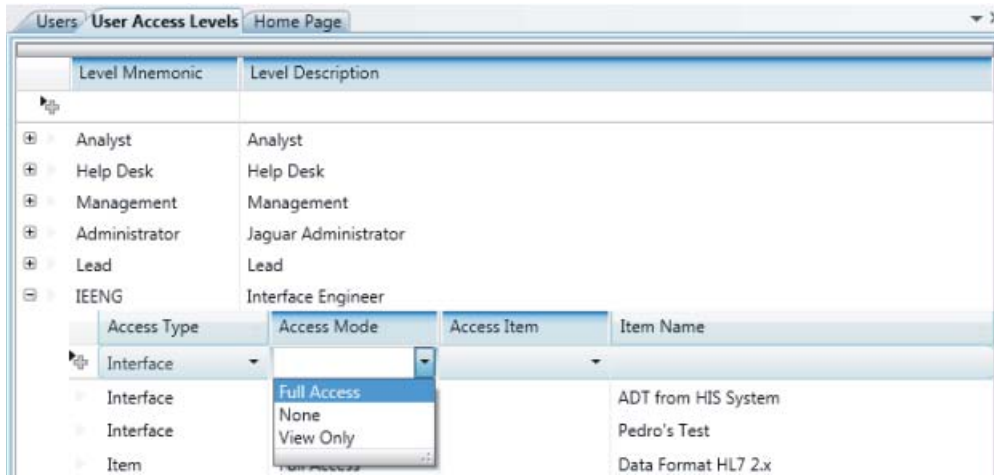 Users User Access Levels Home Page
Level Mnemonic Level Description
Analyst Analyst
Help Desk Help Desk
Management Management
Administrator Jaguar Administrator
Lead Lead
IEENG Interface Engineer
Access Type Access Mode Access Item Item Name
Interface
Full Access
None
View Only
Interface ADT from HIS System
Interface Pedro's Test
Item Full Access Data Format HL7 2.x